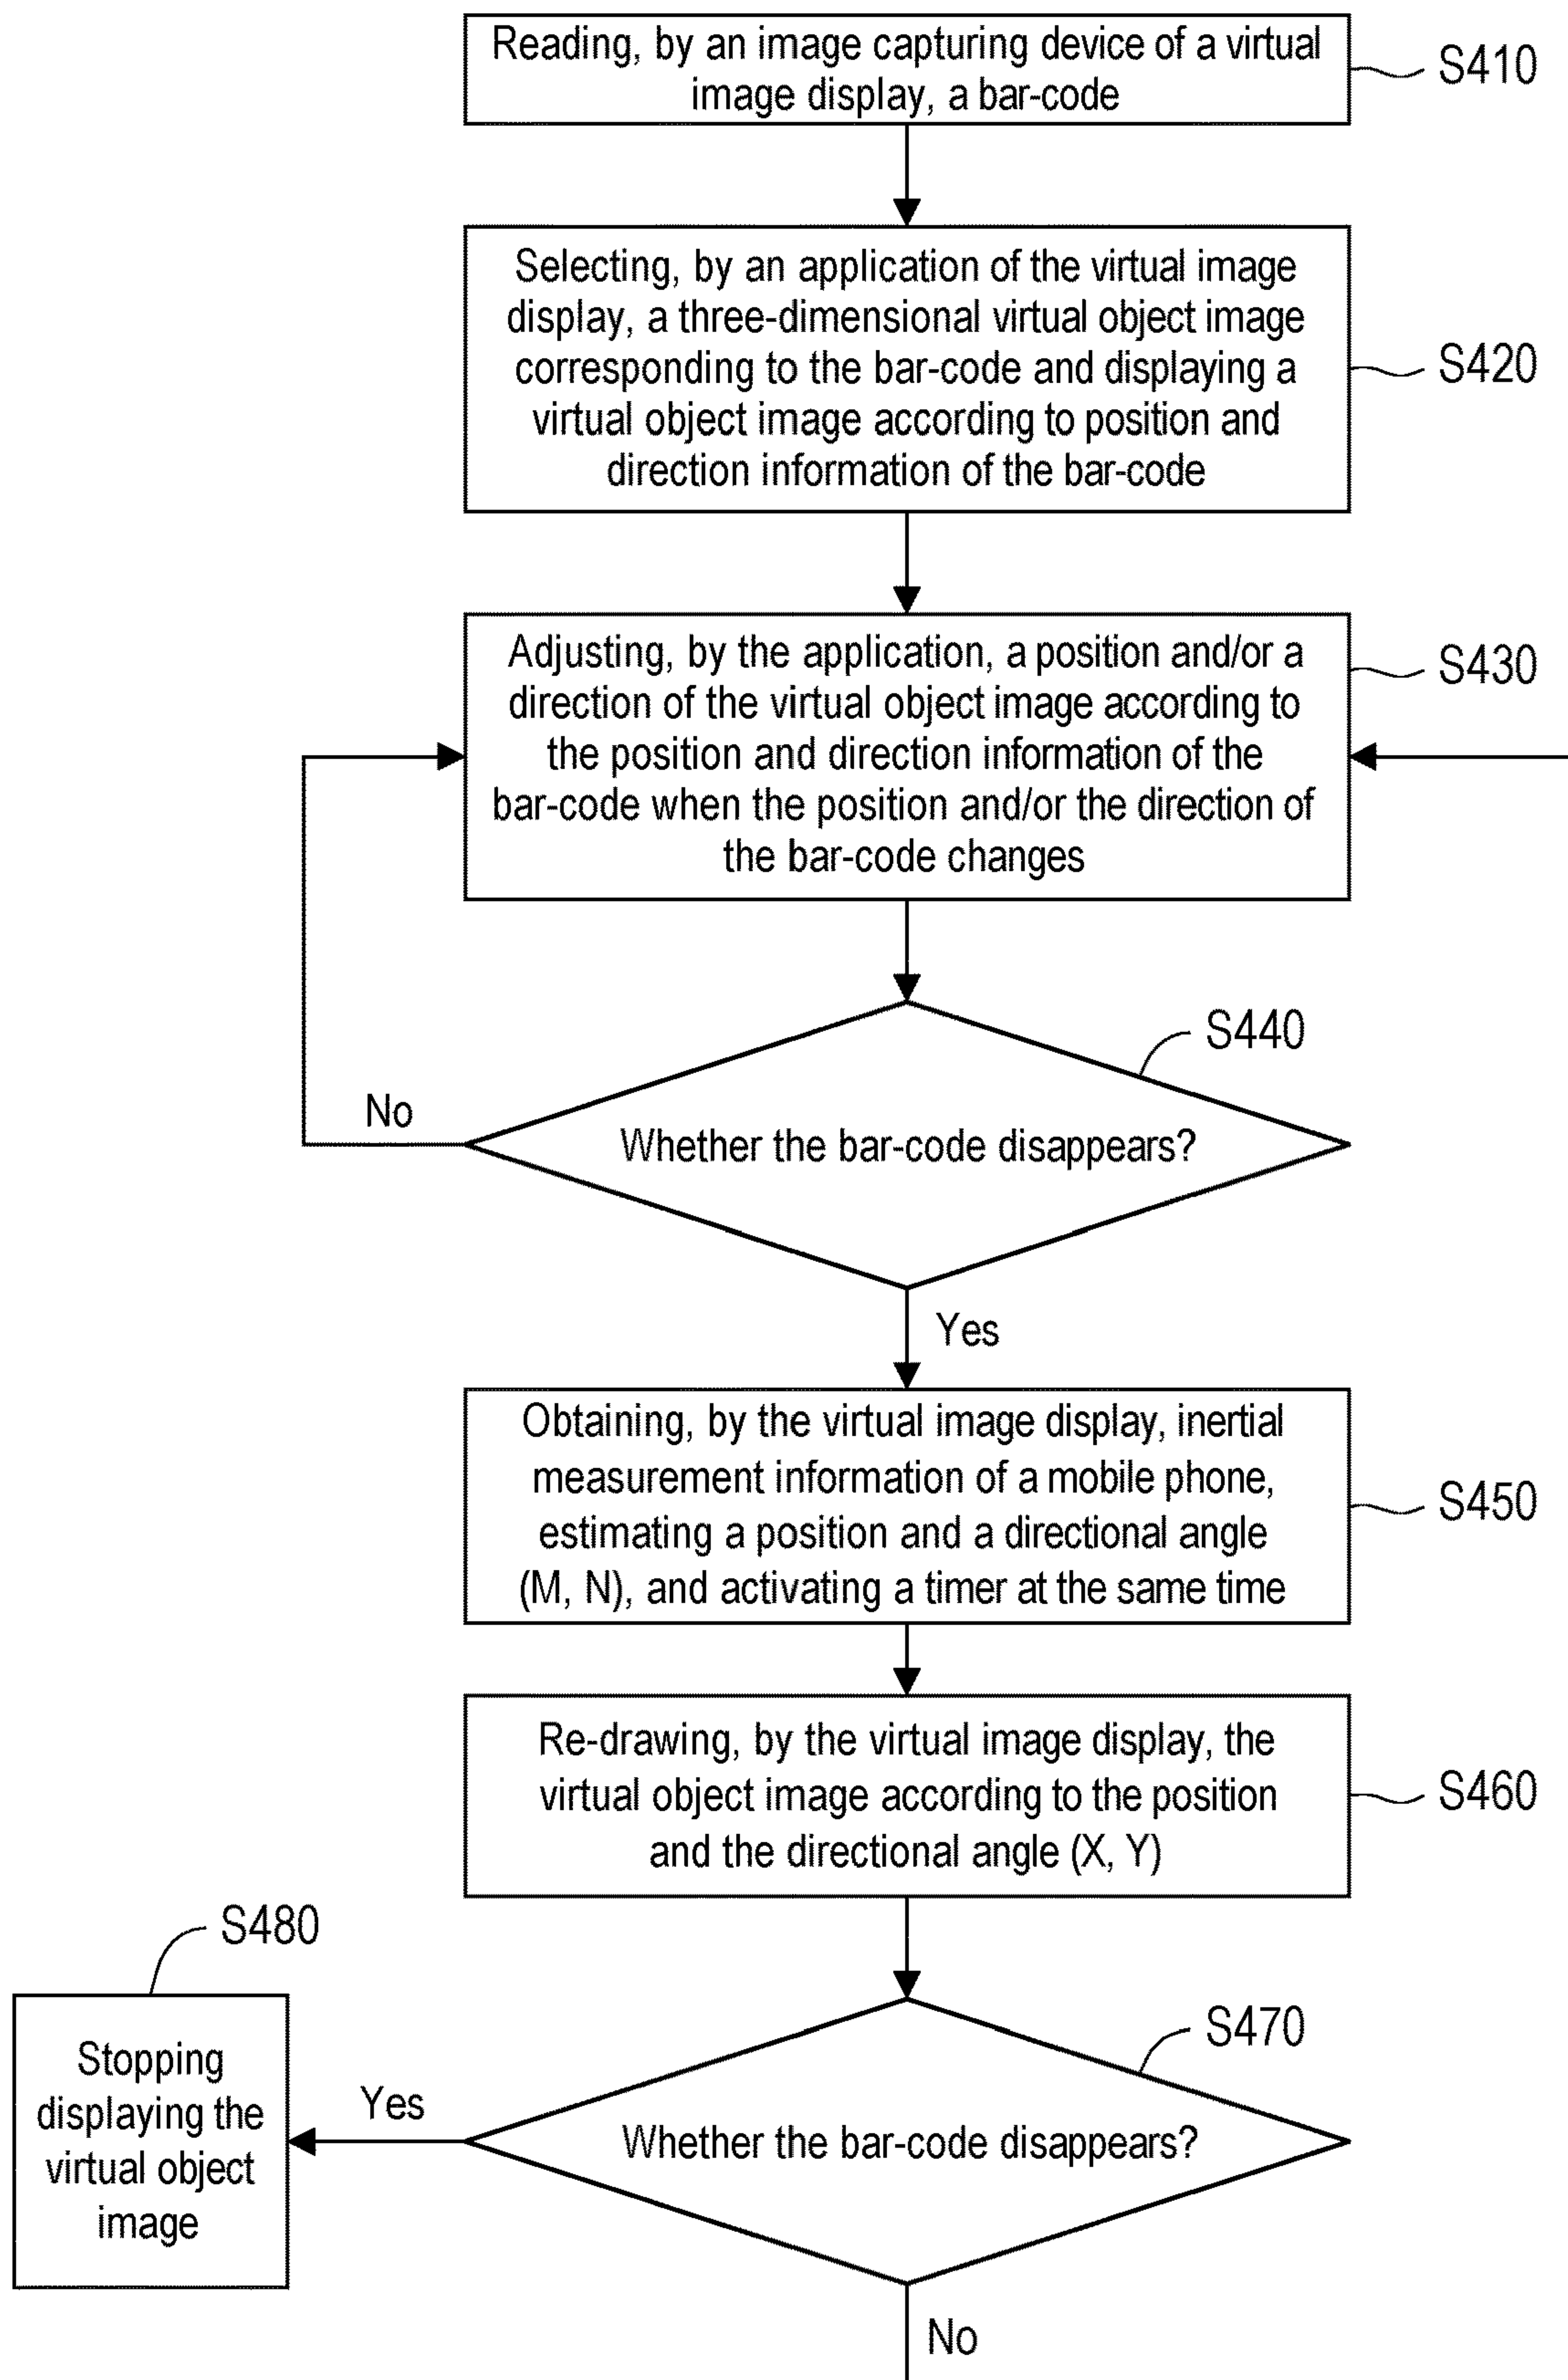 Reading, by an image capturing device of a virtual
image display, a bar-code
S410
Selecting, by an application of the virtual image
display, a three-dimensional virtual object image
corresponding to the bar-code and displaying a
virtual object image according to position and
direction information of the bar-code
S420
Adjusting, by the application, a position and/or a
direction of the virtual object image according to
the position and direction information of the
bar-code when the position and/or the direction of
the bar-code changes
S430
S440
No
Whether the bar-code disappears?
Yes
Obtaining, by the virtual image display, inertial
measurement information of a mobile phone,
estimating a position and a directional angle
(M, N), and activating a timer at the same time
S450
Re-drawing, by the virtual image display, the
virtual object image according to the position
and the directional angle (X, Y)
S460
S480
Stopping
displaying the
virtual object
image
S470
Yes
Whether the bar-code disappears?
No